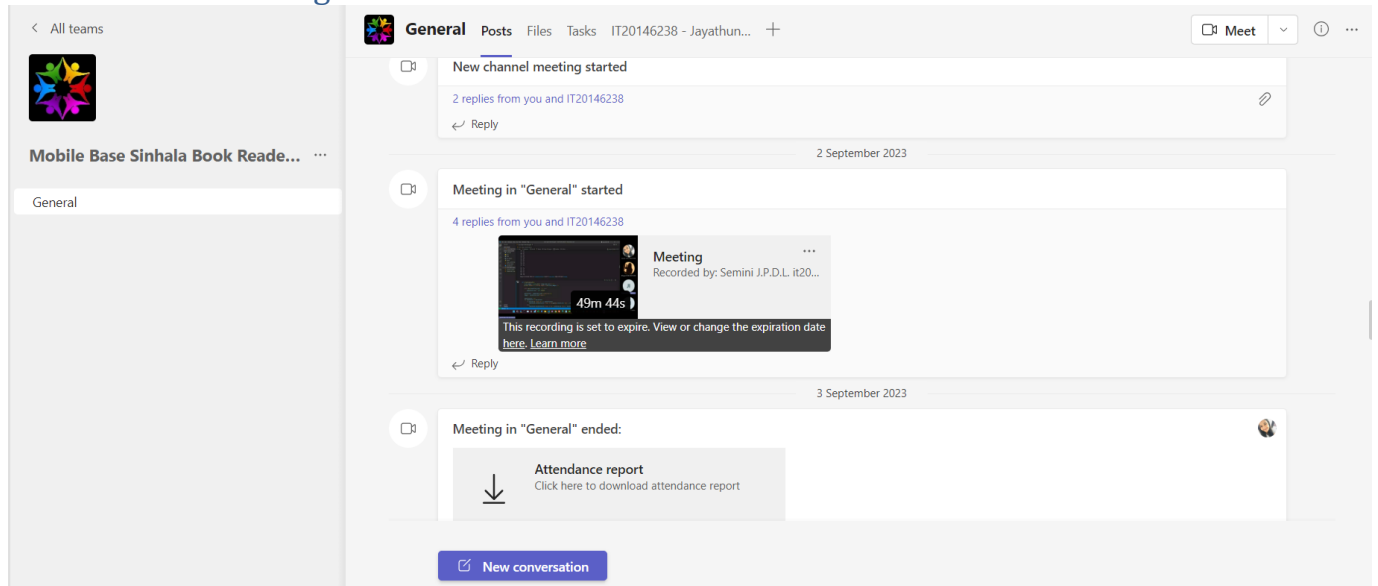 All teams
General Posts Files Tasks IT20146238 - Jayathun...
Meet
Mobile Base Sinhala Book Reade...
General
New channel meeting started
2 replies from you and IT20146238
Reply
2 September 2023
Meeting in "General" started
4 replies from you and IT20146238
49m 44s
Meeting
Recorded by: Semini J.P.D.L. it20...
This recording is set to expire. View or change the expiration date
here. Learn more
Reply
3 September 2023
Meeting in "General" ended:
Attendance report
Click here to download attendance report
New conversation